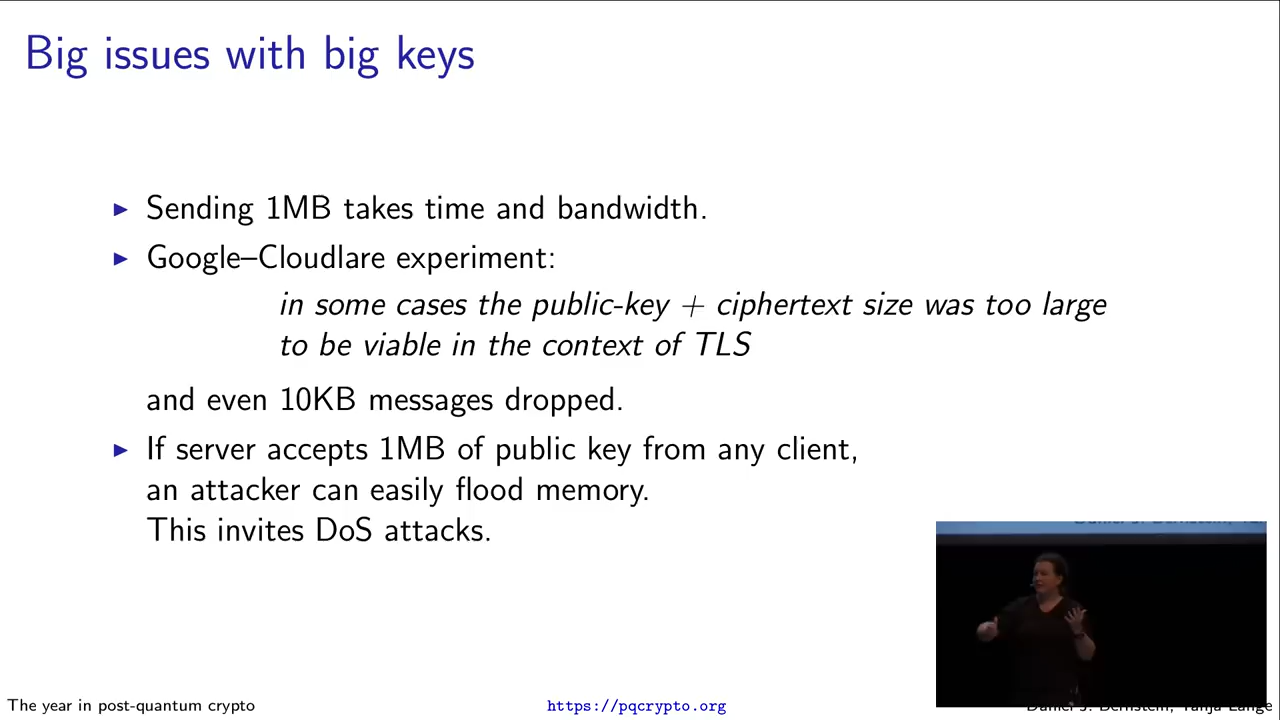 Big issues with big keys
▶ Sending 1MB takes time and bandwidth.
▶ Google–Cloudlare experiment:
in some cases the public-key + ciphertext size was too large
to be viable in the context of TLS
and even 10KB messages dropped.
▶ If server accepts 1MB of public key from any client,
an attacker can easily flood memory.
This invites DoS attacks.
The year in post-quantum crypto
https://pqcrypto.org
Daniel J. Bernstein, Tanja Lange